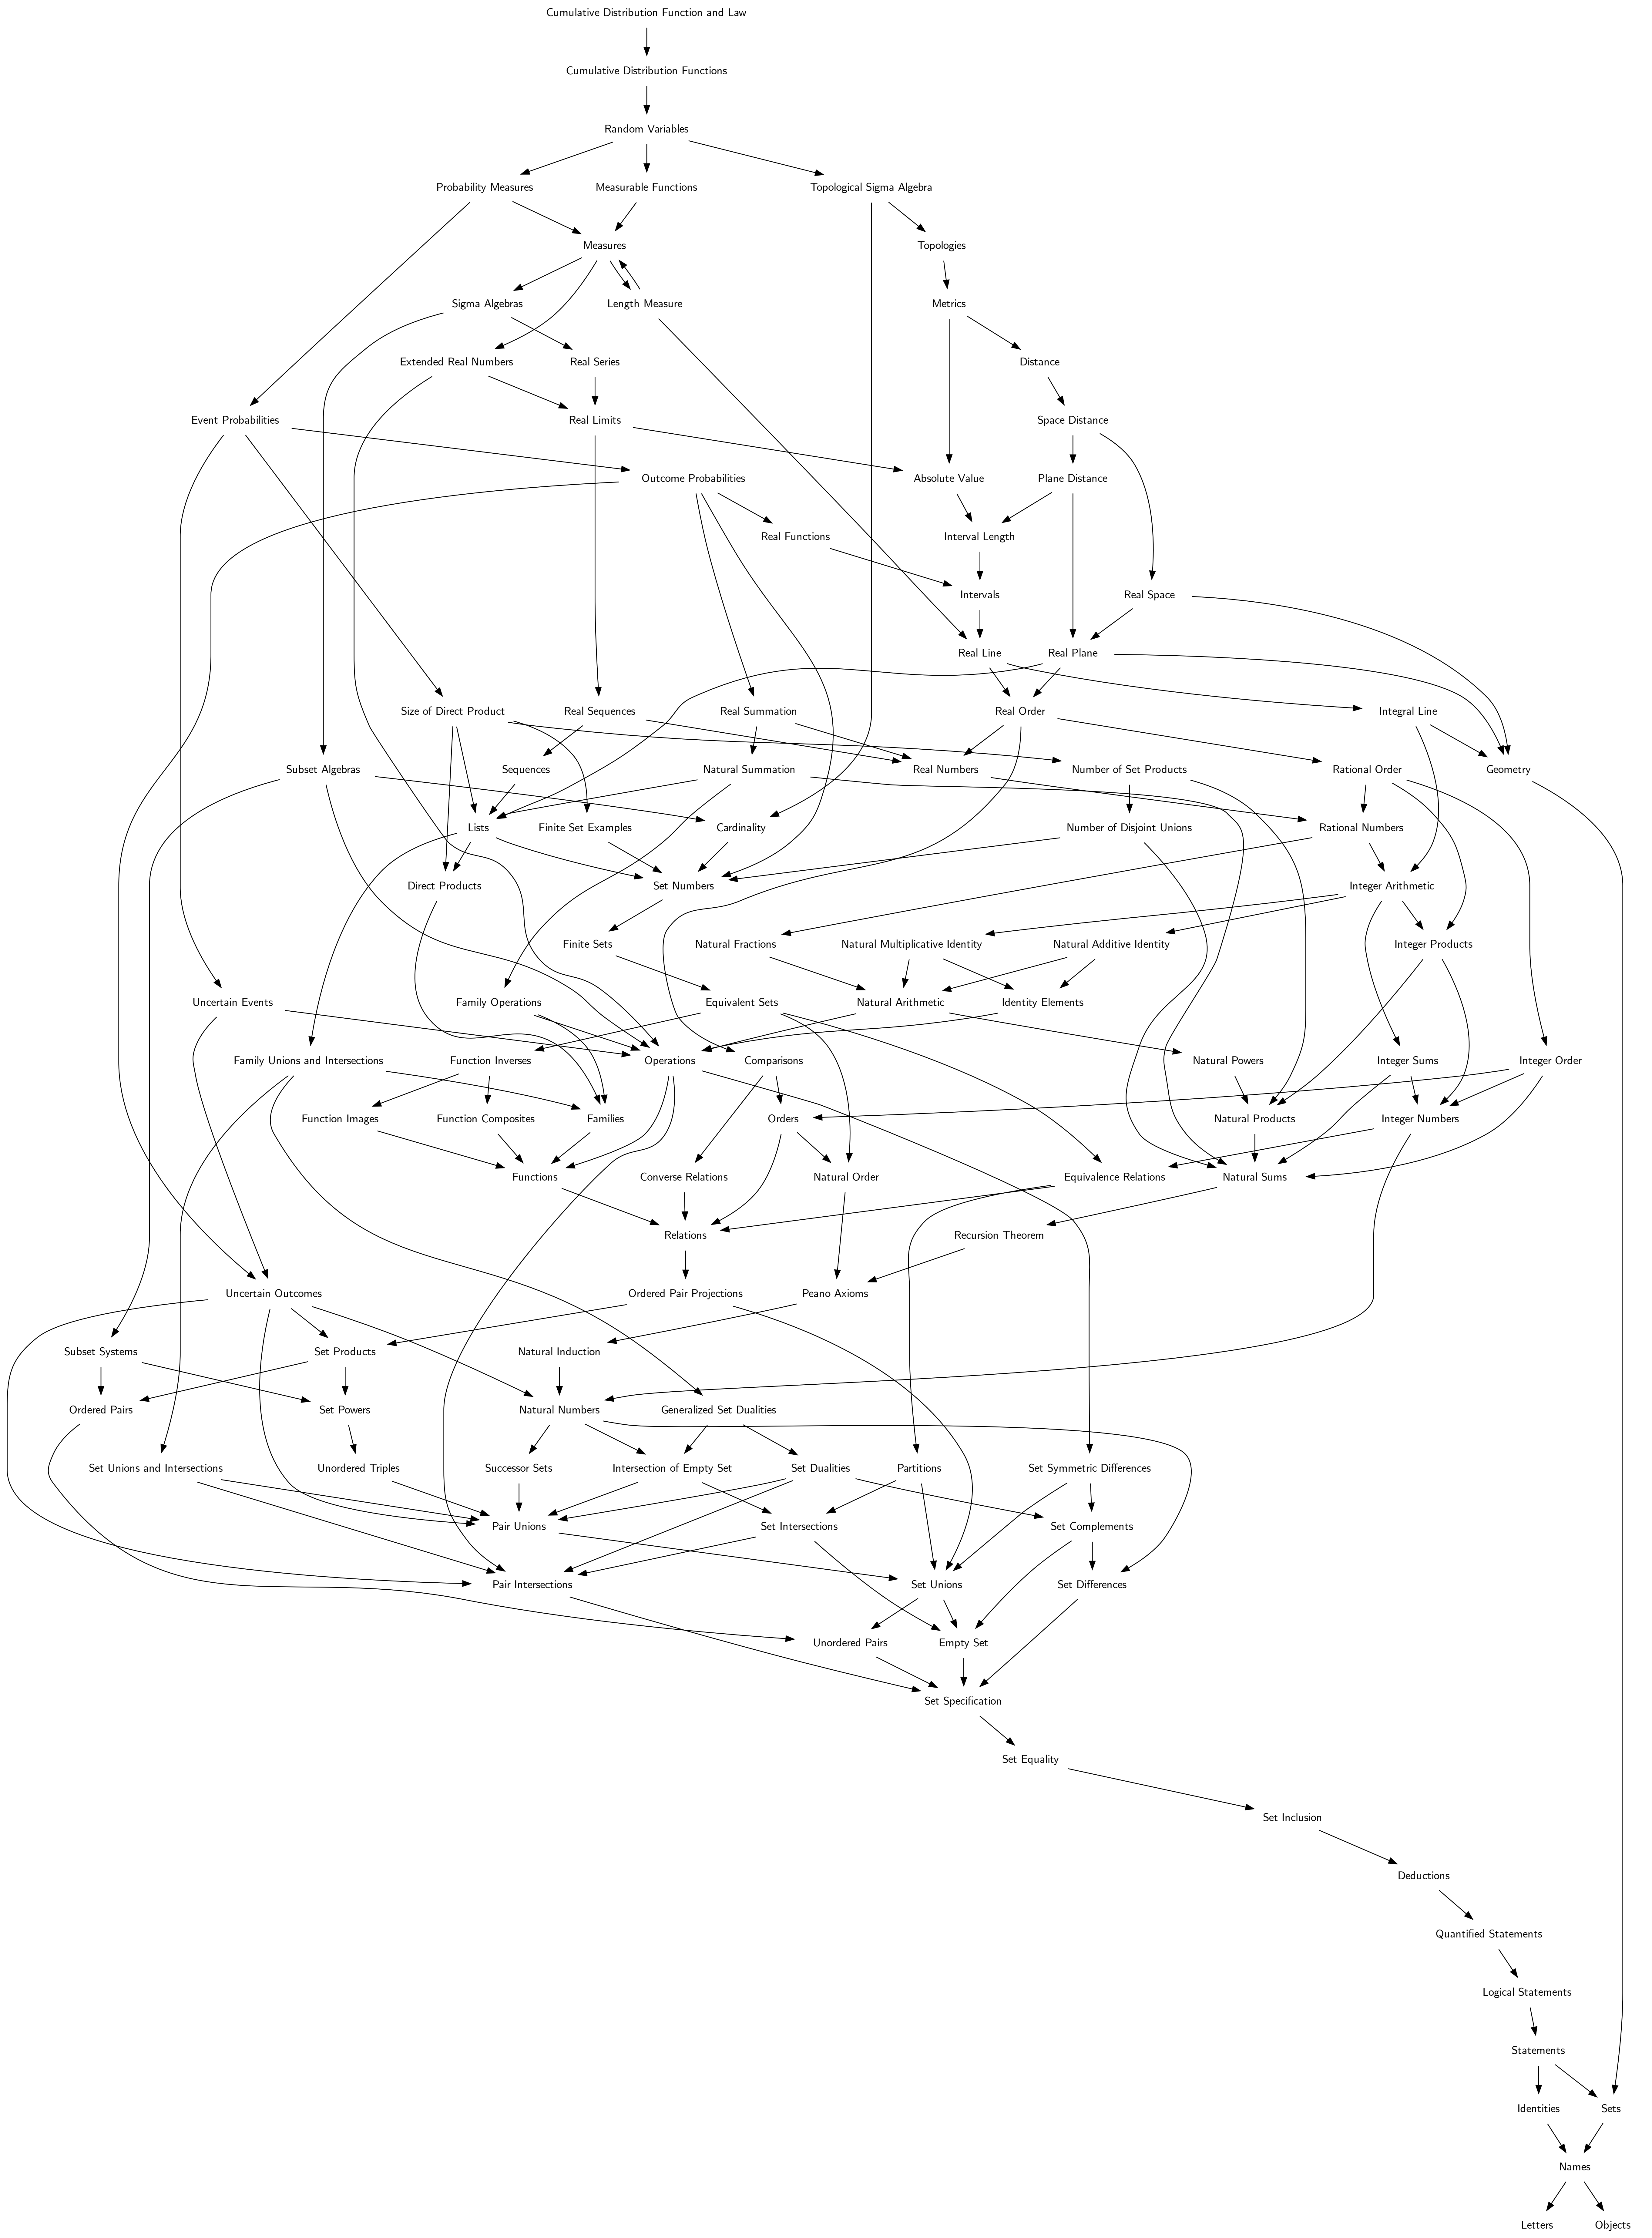 Cumulative Distribution Function and Law
Cumulative Distribution Functions
Random Variables
Probability Measures
Measurable Functions
Topological Sigma Algebra
Measures
Topologies
Sigma Algebras
Length Measure
Metrics
Extended Real Numbers
Real Series
Distance
Event Probabilities
Real Limits
Space Distance
Outcome Probabilities
Absolute Value
Plane Distance
Real Functions
Interval Length
Intervals
Real Space
Real Line
Real Plane
Size of Direct Product
Real Sequences
Real Summation
Real Order
Integral Line
Subset Algebras
Sequences
Natural Summation
Real Numbers
Number of Set Products
Rational Order
Geometry
Lists
Finite Set Examples
Cardinality
Number of Disjoint Unions
Rational Numbers
Direct Products
Set Numbers
Integer Arithmetic
Finite Sets
Natural Fractions
Natural Multiplicative Identity
Natural Additive Identity
Integer Products
Uncertain Events
Family Operations
Equivalent Sets
Natural Arithmetic
Identity Elements
Family Unions and Intersections
Function Inverses
Operations
Comparisons
Natural Powers
Integer Sums
Integer Order
Function Images
Function Composites
Families
Orders
Natural Products
Integer Numbers
Functions
Converse Relations
Natural Order
Equivalence Relations
Natural Sums
Relations
Recursion Theorem
Uncertain Outcomes
Ordered Pair Projections
Peano Axioms
Subset Systems
Set Products
Natural Induction
Ordered Pairs
Set Powers
Natural Numbers
Generalized Set Dualities
Set Unions and Intersections
Unordered Triples
Successor Sets
Intersection of Empty Set
Set Dualities
Partitions
Set Symmetric Differences
Pair Unions
Set Intersections
Set Complements
Pair Intersections
Set Unions
Set Differences
Unordered Pairs
Empty Set
Set Specification
Set Equality
Set Inclusion
Deductions
Quantified Statements
Logical Statements
Statements
Identities
Sets
Names
Letters
Objects